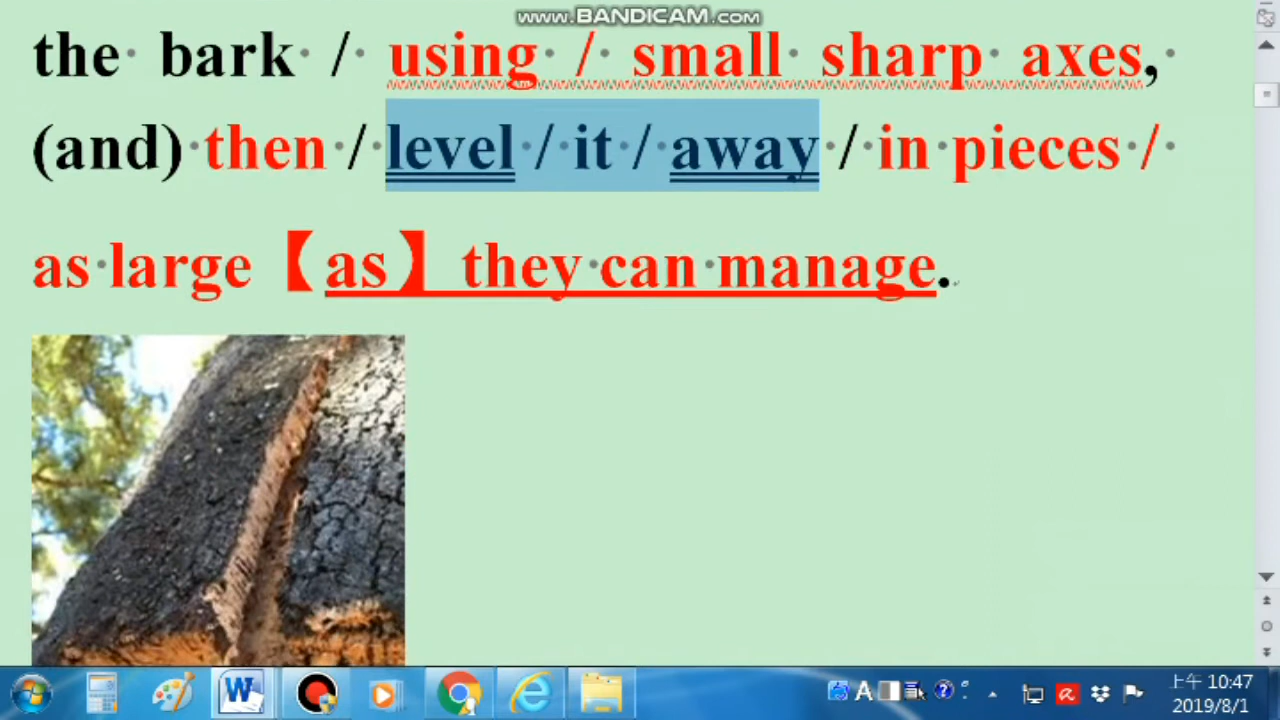 www.BANDICAM.com
the bark / using / small sharp axes,
(and) then / level / it / away / in pieces /
as large【as】they can manage.
上午 10:47
2019/8/1